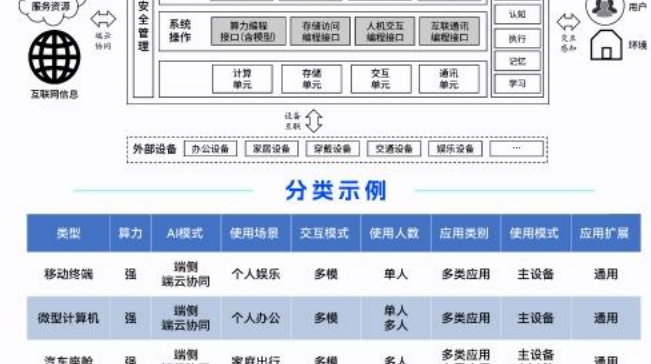 服务资源
用户
安全管理
认知
系统操作
算力编程接口(含模型)
存储访问编程接口
人机交互编程接口
互联通讯编程接口
端云协同
执行
交互感知
环境
记忆
计算单元
存储单元
交互单元
通讯单元
学习
互联网信息
设备互联
外部设备 办公设备 家居设备 穿戴设备 交通设备 娱乐设备 ...
分类示例
类型 算力 AI模式 使用场景 交互模式 使用人数 应用类别 使用模式 应用扩展
移动终端 强 端侧 端云协同 个人娱乐 多模 单人 多类应用 主设备 通用
微型计算机 强 端侧 端云协同 个人办公 多模 单人 多人 多类应用 主设备 通用
汽车座舱 强 端侧 家庭出行 多模 多人 多类应用 主设备 通用